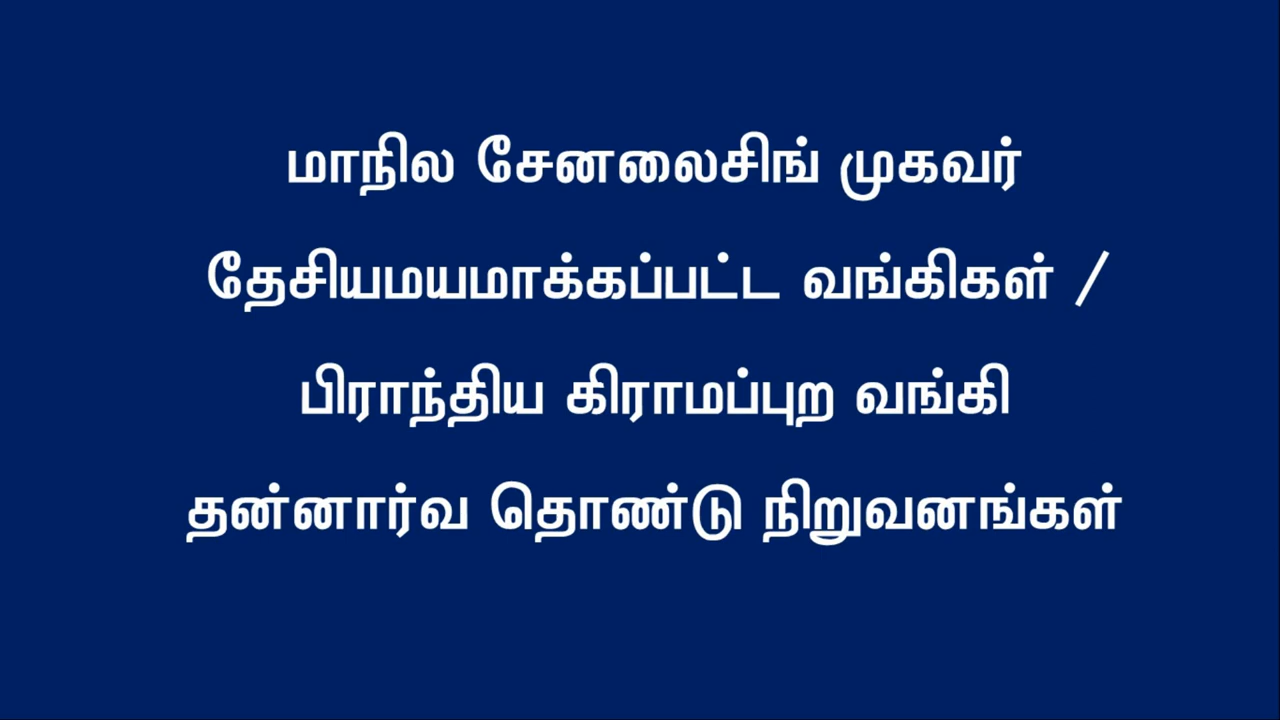 மாநில சேனலைசிங் முகவர்
தேசியமயமாக்கப்பட்ட வங்கிகள் /
பிராந்திய கிராமப்புற வங்கி
தன்னார்வ தொண்டு நிறுவனங்கள்